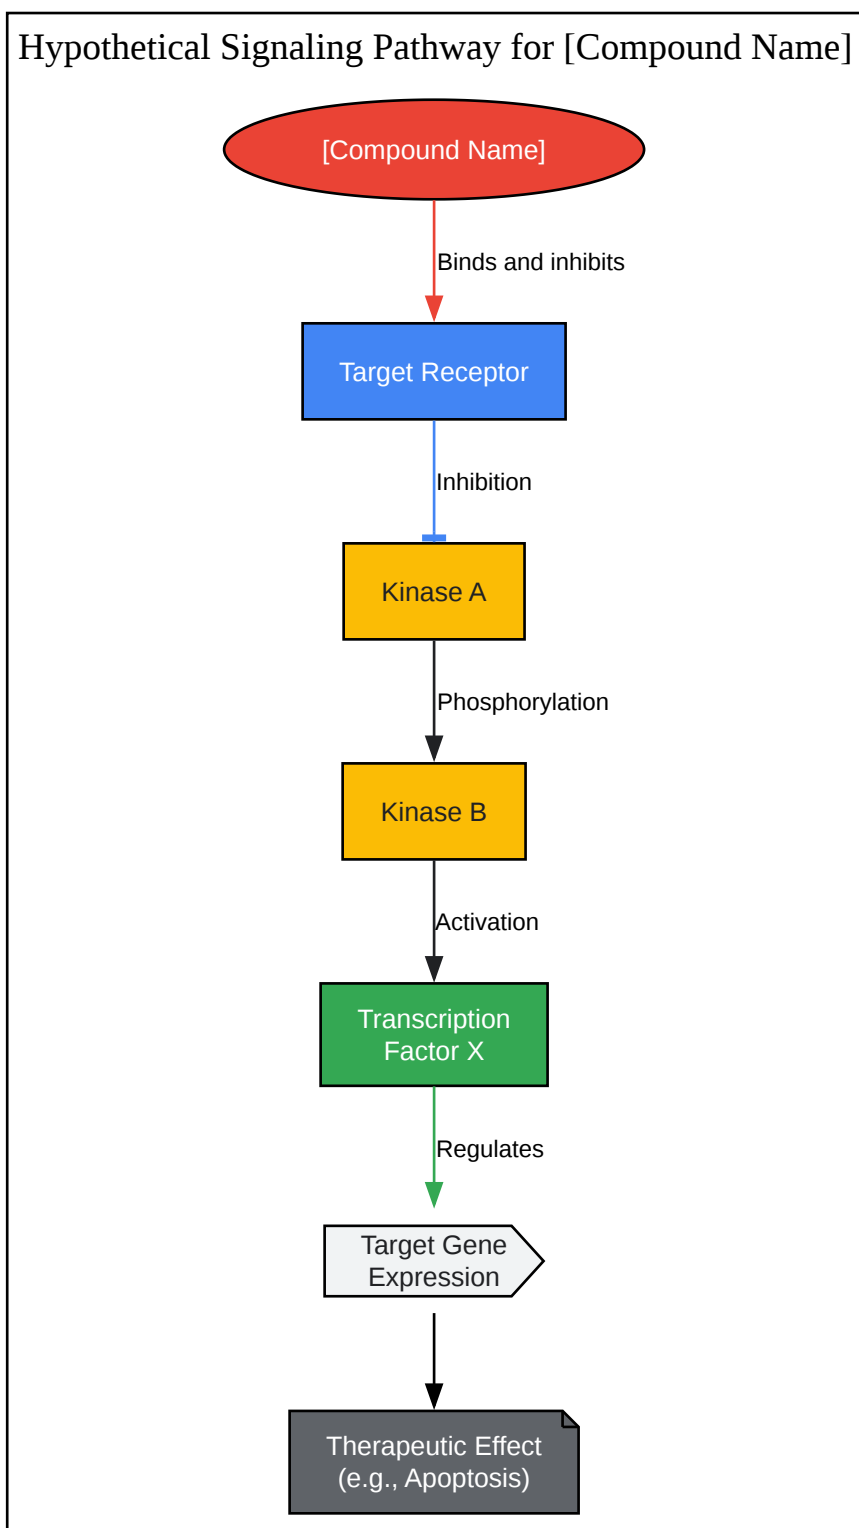 Hypothetical Signaling Pathway for [Compound Name]
[Compound Name]
Binds and inhibits
Target Receptor
Inhibition
Kinase A
Phosphorylation
Kinase B
Activation
Transcription
Factor X
Regulates
Target Gene
Expression
Therapeutic Effect
(e.g., Apoptosis)